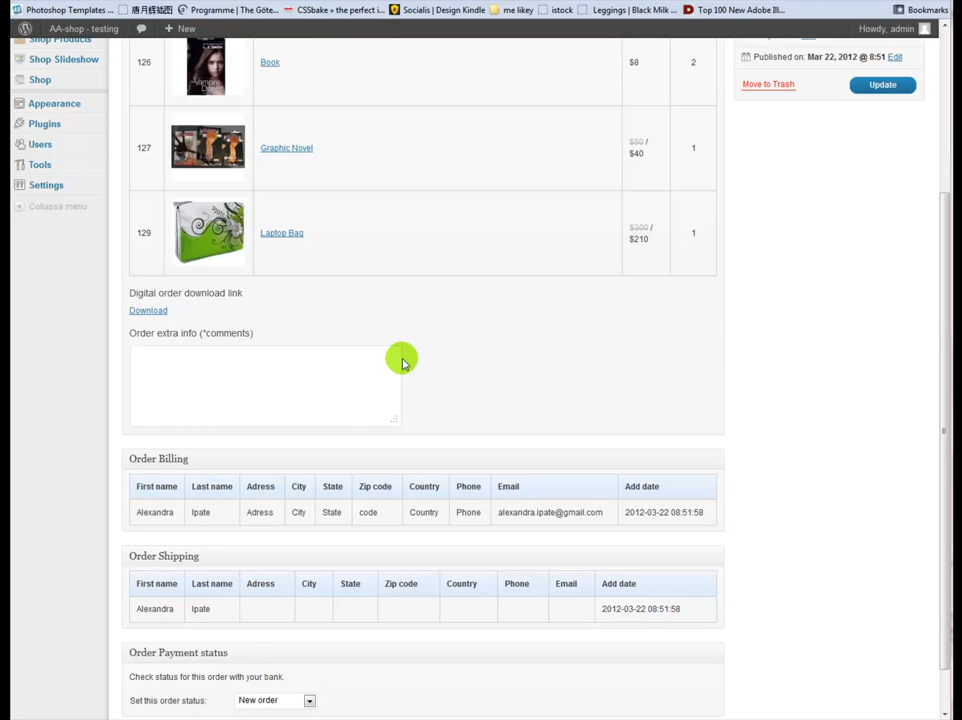 Photoshop Templates ... 唐月辉插图 Programme | The Göte... CSSbake » the perfect i... Socialis | Design Kindle me likey istock Leggings | Black Milk ... Top 100 New Adobe Ill... Bookmarks
AA-shop - testing New Howdy, admin
Shop Products
Shop Slideshow
Shop
Appearance
Plugins
Users
Tools
Settings
Collapse menu
126 Book $8 2
127 Graphic Novel $50 / $40 1
129 Laptop Bag $300 / $210 1
Published on: Mar 22, 2012 @ 8:51 Edit
Move to Trash Update
Digital order download link
Download
Order extra info (*comments)
Order Billing
First name Last name Adress City State Zip code Country Phone Email Add date
Alexandra Ipate Adress City State code Country Phone alexandra.ipate@gmail.com 2012-03-22 08:51:58
Order Shipping
First name Last name Adress City State Zip code Country Phone Email Add date
Alexandra Ipate 2012-03-22 08:51:58
Order Payment status
Check status for this order with your bank.
Set this order status: New order